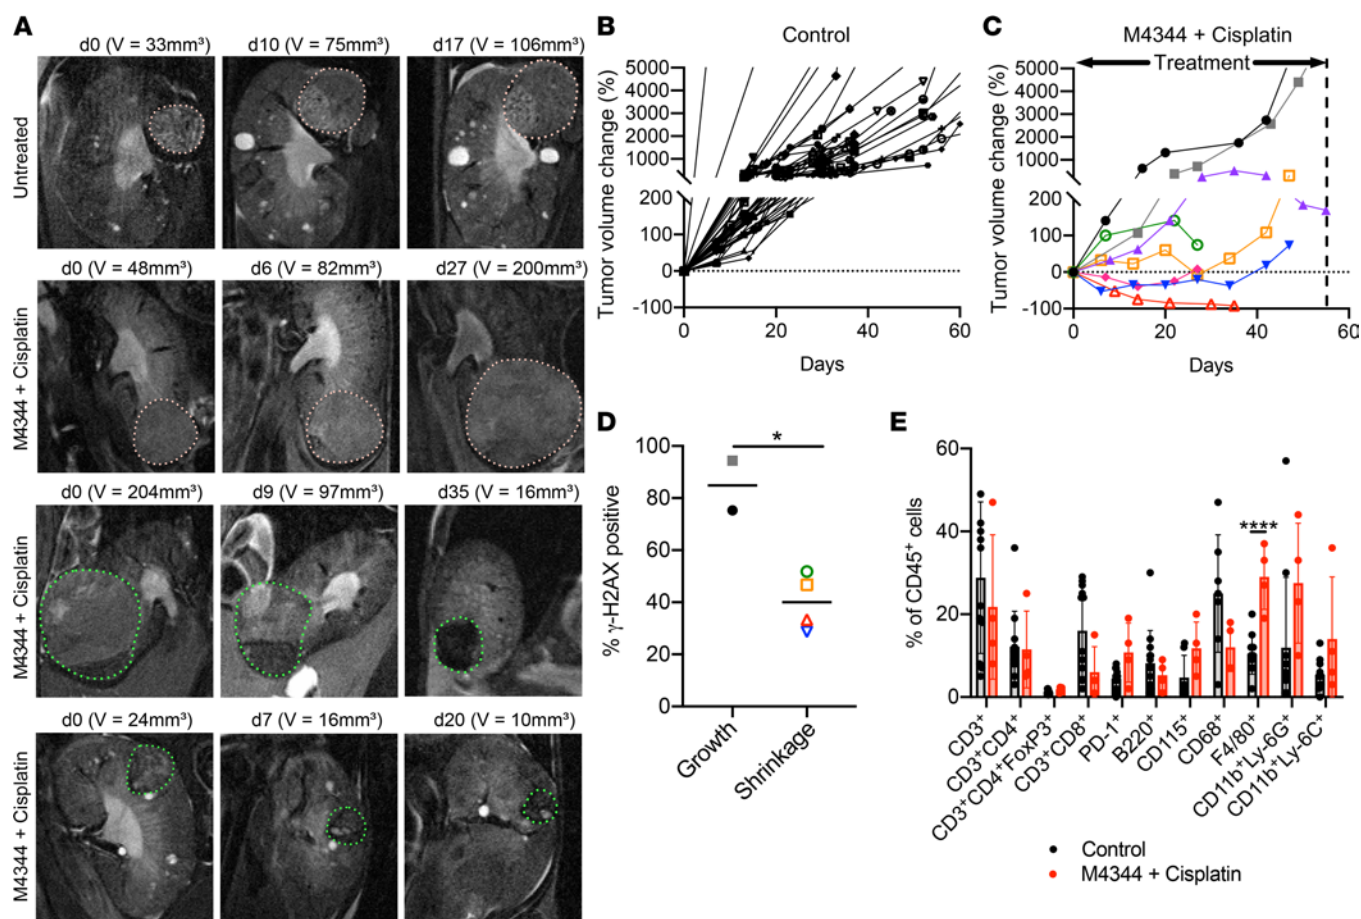 A
d0 (V = 33mm³) d10 (V = 75mm³) d17 (V = 106mm³)
Untreated
d0 (V = 48mm³) d6 (V = 82mm³) d27 (V = 200mm³)
M4344 + Cisplatin
d0 (V = 204mm³) d9 (V = 97mm³) d35 (V = 16mm³)
M4344 + Cisplatin
d0 (V = 24mm³) d7 (V = 16mm³) d20 (V = 10mm³)
M4344 + Cisplatin
B
Control
Tumor volume change (%)
5000
4000
3000
2000
1000
200
100
0
-100
0 20 40 60
Days
C
M4344 + Cisplatin
Treatment
Tumor volume change (%)
5000
4000
3000
2000
1000
200
100
0
-100
0 20 40 60
Days
D
*
% γ-H2AX positive
100
80
60
40
20
0
Growth
Shrinkage
E
****
% of CD45⁺ cells
60
40
20
0
CD3⁺
CD3⁺CD4⁺
CD3⁺CD4⁺FoxP3⁺
CD3⁺CD8⁺
PD-1⁺
B220⁺
CD115⁺
CD68⁺
F4/80⁺
CD11b⁺Ly-6G⁺
CD11b⁺Ly-6C⁺
Control
M4344 + Cisplatin